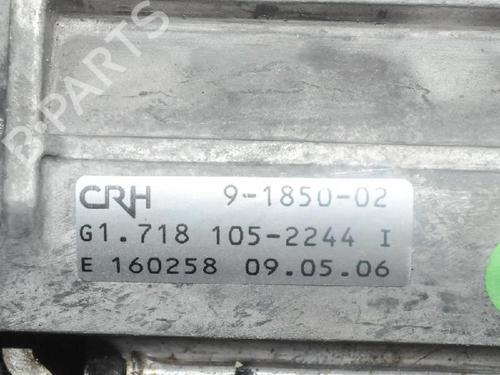 B-PARTS
CRH 9-1850-02
G1.718 105-2244 I
E 160258 09.05.06